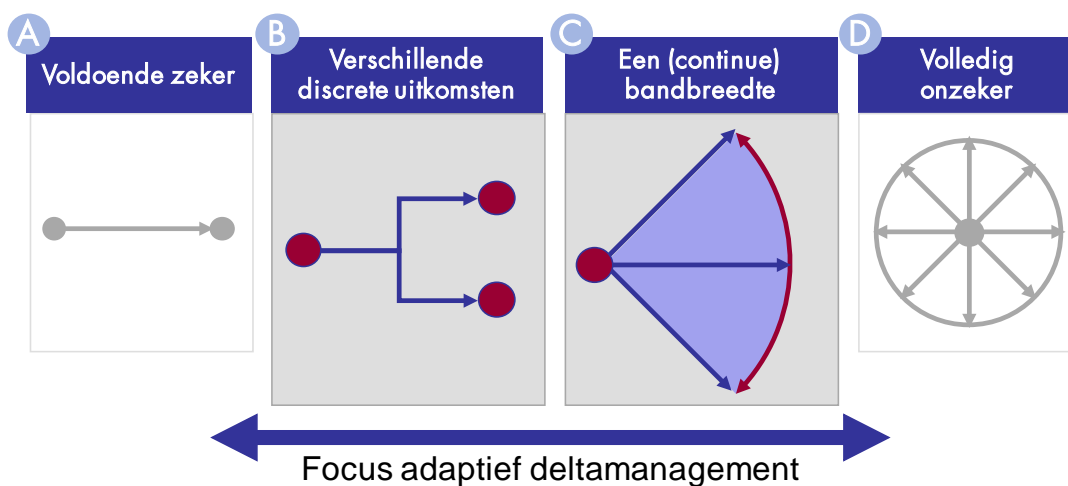 A
Voldoende zeker
B
Verschillende
discrete uitkomsten
C
Een (continue)
bandbreedte
D
Volledig
onzeker
Focus adaptief deltamanagement